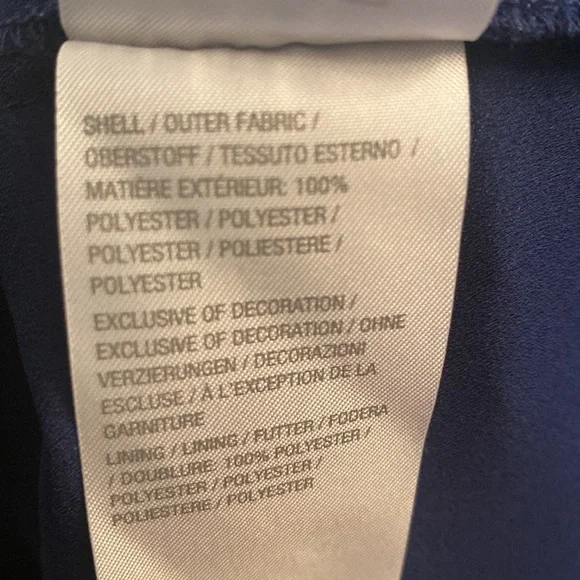 SHELL / OUTER FABRIC /
OBERSTOFF / TESSUTO ESTERNO /
MATIÈRE EXTÉRIEUR: 100%
POLYESTER / POLYESTER /
POLYESTER / POLIESTERE /
POLYESTER
EXCLUSIVE OF DECORATION /
EXCLUSIVE OF DECORATION / OHNE
VERZIERUNGEN / DECORAZIONI
ESCLUSE / À L'EXCEPTION DE LA
GARNITURE
LINING / LINING / FUTTER / FODERA
/ DOUBLURE: 100% POLYESTER /
POLYESTER / POLYESTER /
POLIESTERE / POLYESTER